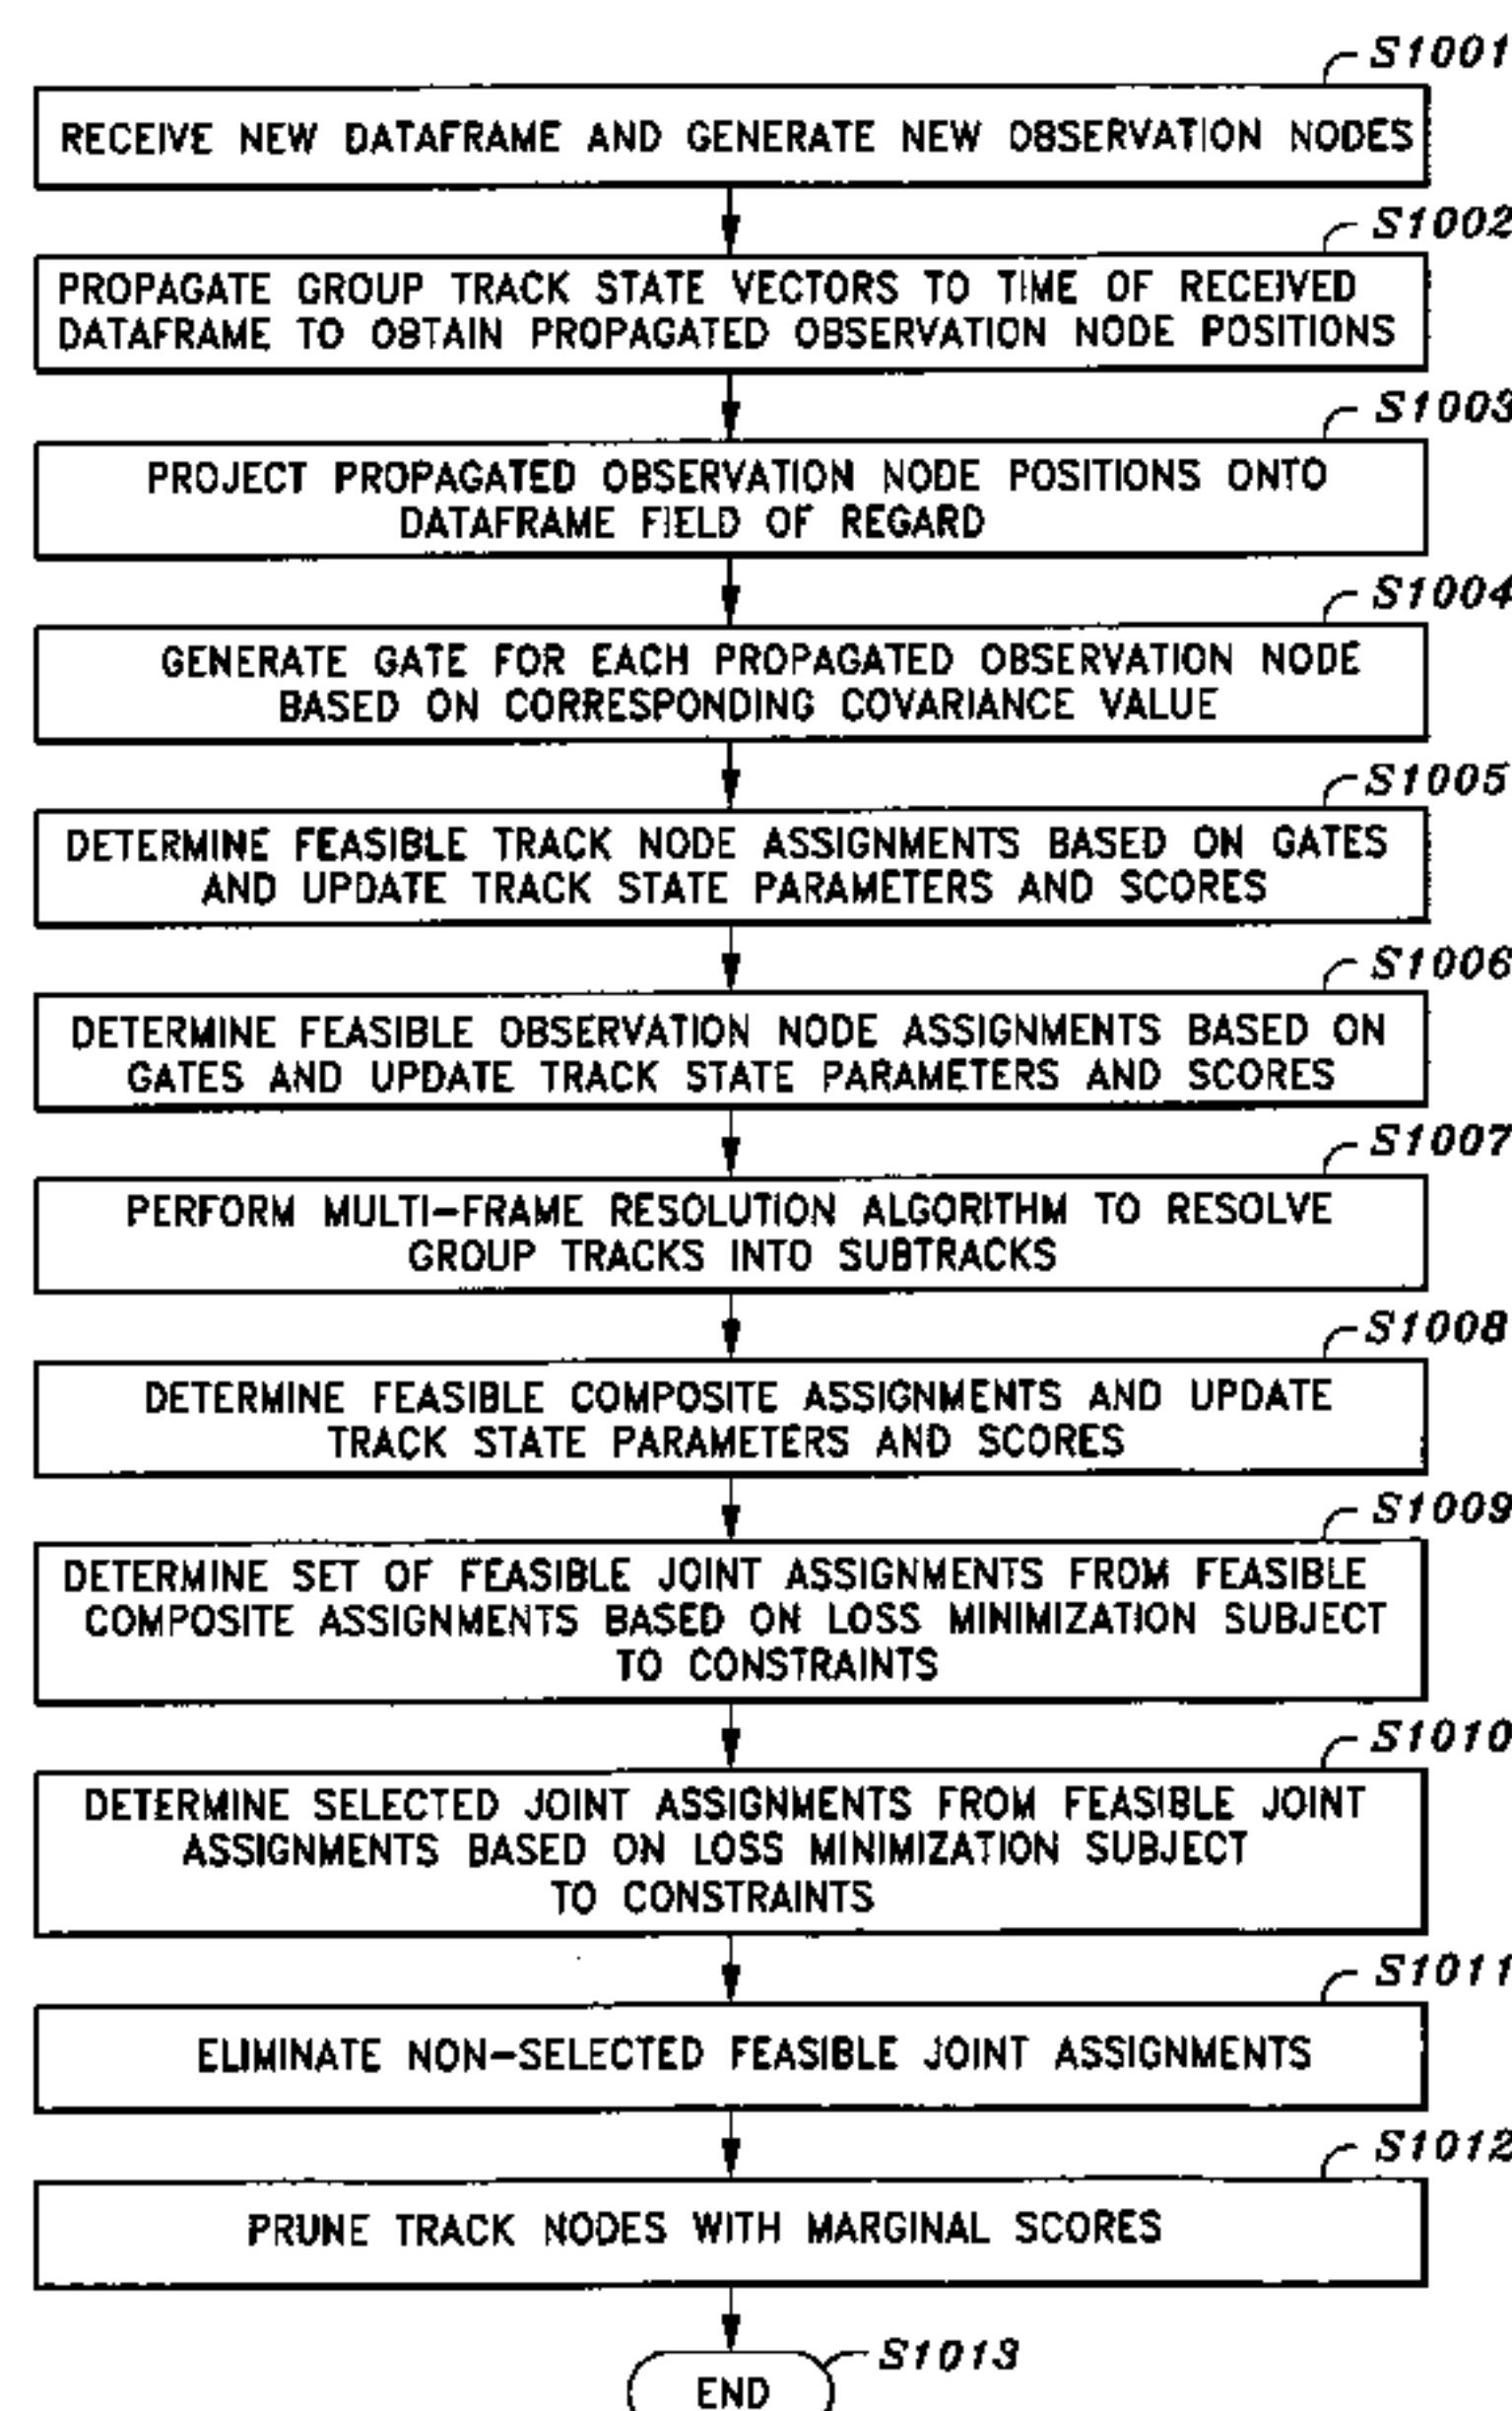 S1001
RECEIVE NEW DATAFRAME AND GENERATE NEW OBSERVATION NODES
S1002
PROPAGATE GROUP TRACK STATE VECTORS TO TIME OF RECEIVED
DATAFRAME TO OBTAIN PROPAGATED OBSERVATION NODE POSITIONS
S1003
PROJECT PROPAGATED OBSERVATION NODE POSITIONS ONTO
DATAFRAME FIELD OF REGARD
S1004
GENERATE GATE FOR EACH PROPAGATED OBSERVATION NODE
BASED ON CORRESPONDING COVARIANCE VALUE
S1005
DETERMINE FEASIBLE TRACK NODE ASSIGNMENTS BASED ON GATES
AND UPDATE TRACK STATE PARAMETERS AND SCORES
S1006
DETERMINE FEASIBLE OBSERVATION NODE ASSIGNMENTS BASED ON
GATES AND UPDATE TRACK STATE PARAMETERS AND SCORES
S1007
PERFORM MULTI-FRAME RESOLUTION ALGORITHM TO RESOLVE
GROUP TRACKS INTO SUBTRACKS
S1008
DETERMINE FEASIBLE COMPOSITE ASSIGNMENTS AND UPDATE
TRACK STATE PARAMETERS AND SCORES
S1009
DETERMINE SET OF FEASIBLE JOINT ASSIGNMENTS FROM FEASIBLE
COMPOSITE ASSIGNMENTS BASED ON LOSS MINIMIZATION SUBJECT
TO CONSTRAINTS
S1010
DETERMINE SELECTED JOINT ASSIGNMENTS FROM FEASIBLE JOINT
ASSIGNMENTS BASED ON LOSS MINIMIZATION SUBJECT
TO CONSTRAINTS
S1011
ELIMINATE NON-SELECTED FEASIBLE JOINT ASSIGNMENTS
S1012
PRUNE TRACK NODES WITH MARGINAL SCORES
S1013
END